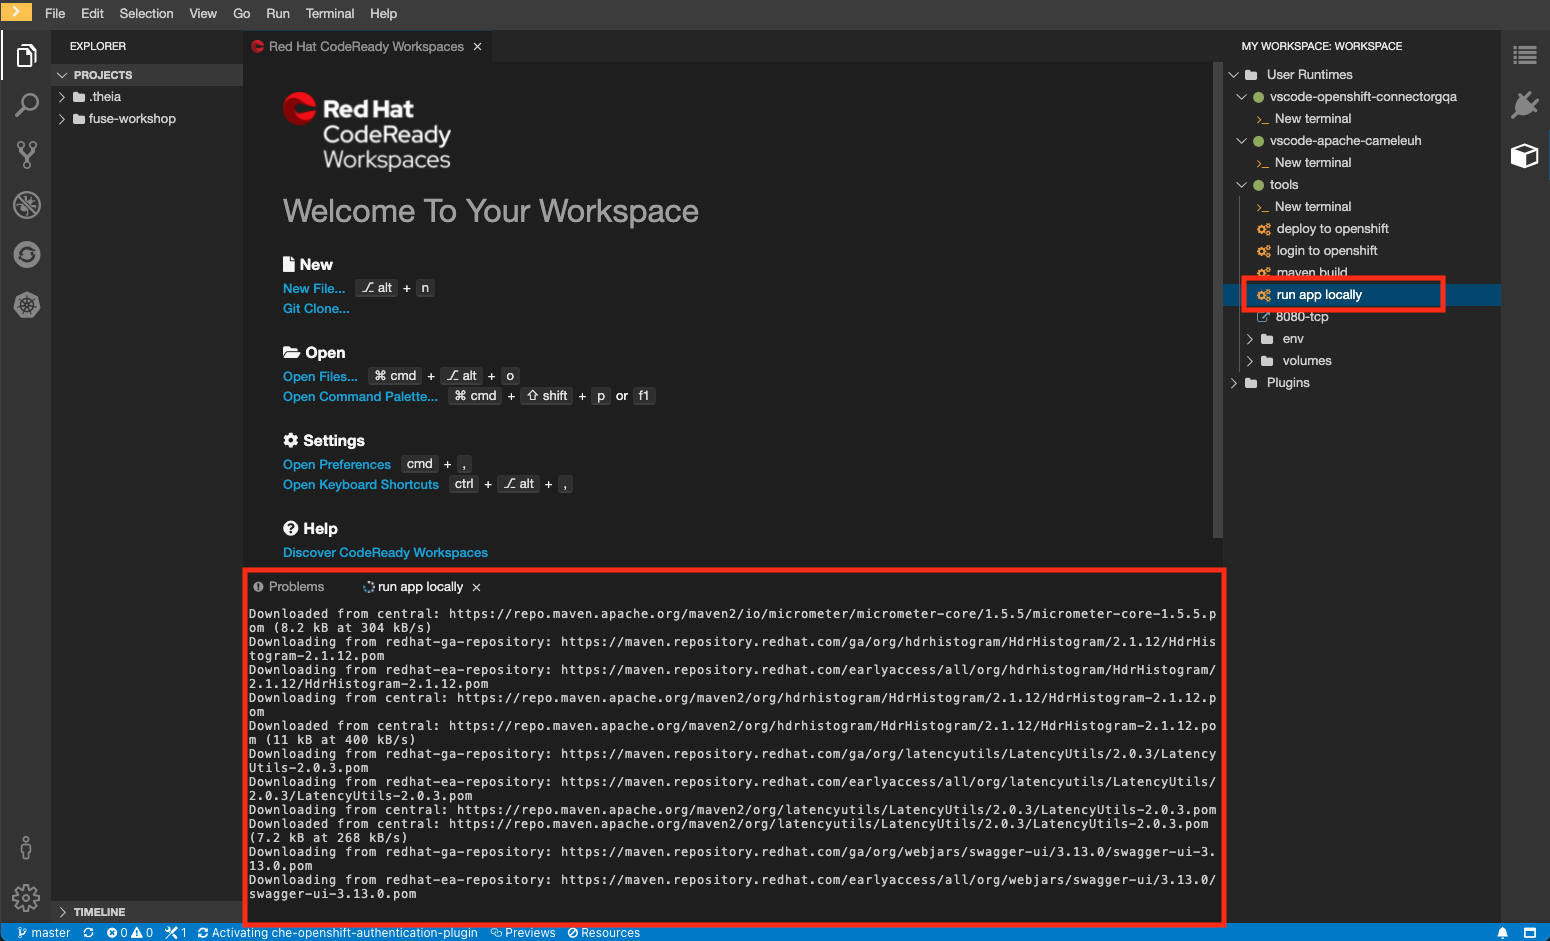 File Edit Selection View Go Run Terminal Help
EXPLORER
PROJECTS
.theia
fuse-workshop
TIMELINE
Red Hat CodeReady Workspaces ×
Red Hat
CodeReady
Workspaces
Welcome To Your Workspace
New
New File... ⌥ alt + n
Git Clone...
Open
Open Files... ⌘ cmd + ⌥ alt + o
Open Command Palette... ⌘ cmd + ⇧ shift + p or f1
Settings
Open Preferences cmd + ,
Open Keyboard Shortcuts ctrl + ⌥ alt + ,
Help
Discover CodeReady Workspaces
Problems run app locally ×
Downloaded from central: https://repo.maven.apache.org/maven2/io/micrometer/micrometer-core/1.5.5/micrometer-core-1.5.5.p
om (8.2 kB at 304 kB/s)
Downloading from redhat-ga-repository: https://maven.repository.redhat.com/ga/org/hdrhistogram/HdrHistogram/2.1.12/HdrHis
togram-2.1.12.pom
Downloading from redhat-ea-repository: https://maven.repository.redhat.com/earlyaccess/all/org/hdrhistogram/HdrHistogram/
2.1.12/HdrHistogram-2.1.12.pom
Downloading from central: https://repo.maven.apache.org/maven2/org/hdrhistogram/HdrHistogram/2.1.12/HdrHistogram-2.1.12.p
om
Downloaded from central: https://repo.maven.apache.org/maven2/org/hdrhistogram/HdrHistogram/2.1.12/HdrHistogram-2.1.12.po
m (11 kB at 400 kB/s)
Downloading from redhat-ga-repository: https://maven.repository.redhat.com/ga/org/latencyutils/LatencyUtils/2.0.3/Latency
Utils-2.0.3.pom
Downloading from redhat-ea-repository: https://maven.repository.redhat.com/earlyaccess/all/org/latencyutils/LatencyUtils/
2.0.3/LatencyUtils-2.0.3.pom
Downloading from central: https://repo.maven.apache.org/maven2/org/latencyutils/LatencyUtils/2.0.3/LatencyUtils-2.0.3.pom
Downloaded from central: https://repo.maven.apache.org/maven2/org/latencyutils/LatencyUtils/2.0.3/LatencyUtils-2.0.3.pom
(7.2 kB at 268 kB/s)
Downloading from redhat-ga-repository: https://maven.repository.redhat.com/ga/org/webjars/swagger-ui/3.13.0/swagger-ui-3.
13.0.pom
Downloading from redhat-ea-repository: https://maven.repository.redhat.com/earlyaccess/all/org/webjars/swagger-ui/3.13.0/
swagger-ui-3.13.0.pom
MY WORKSPACE: WORKSPACE
User Runtimes
vscode-openshift-connectorgqa
>_ New terminal
vscode-apache-cameleuh
>_ New terminal
tools
>_ New terminal
deploy to openshift
login to openshift
maven build
run app locally
8080-tcp
env
volumes
Plugins
master 0 0 1 Activating che-openshift-authentication-plugin Previews Resources